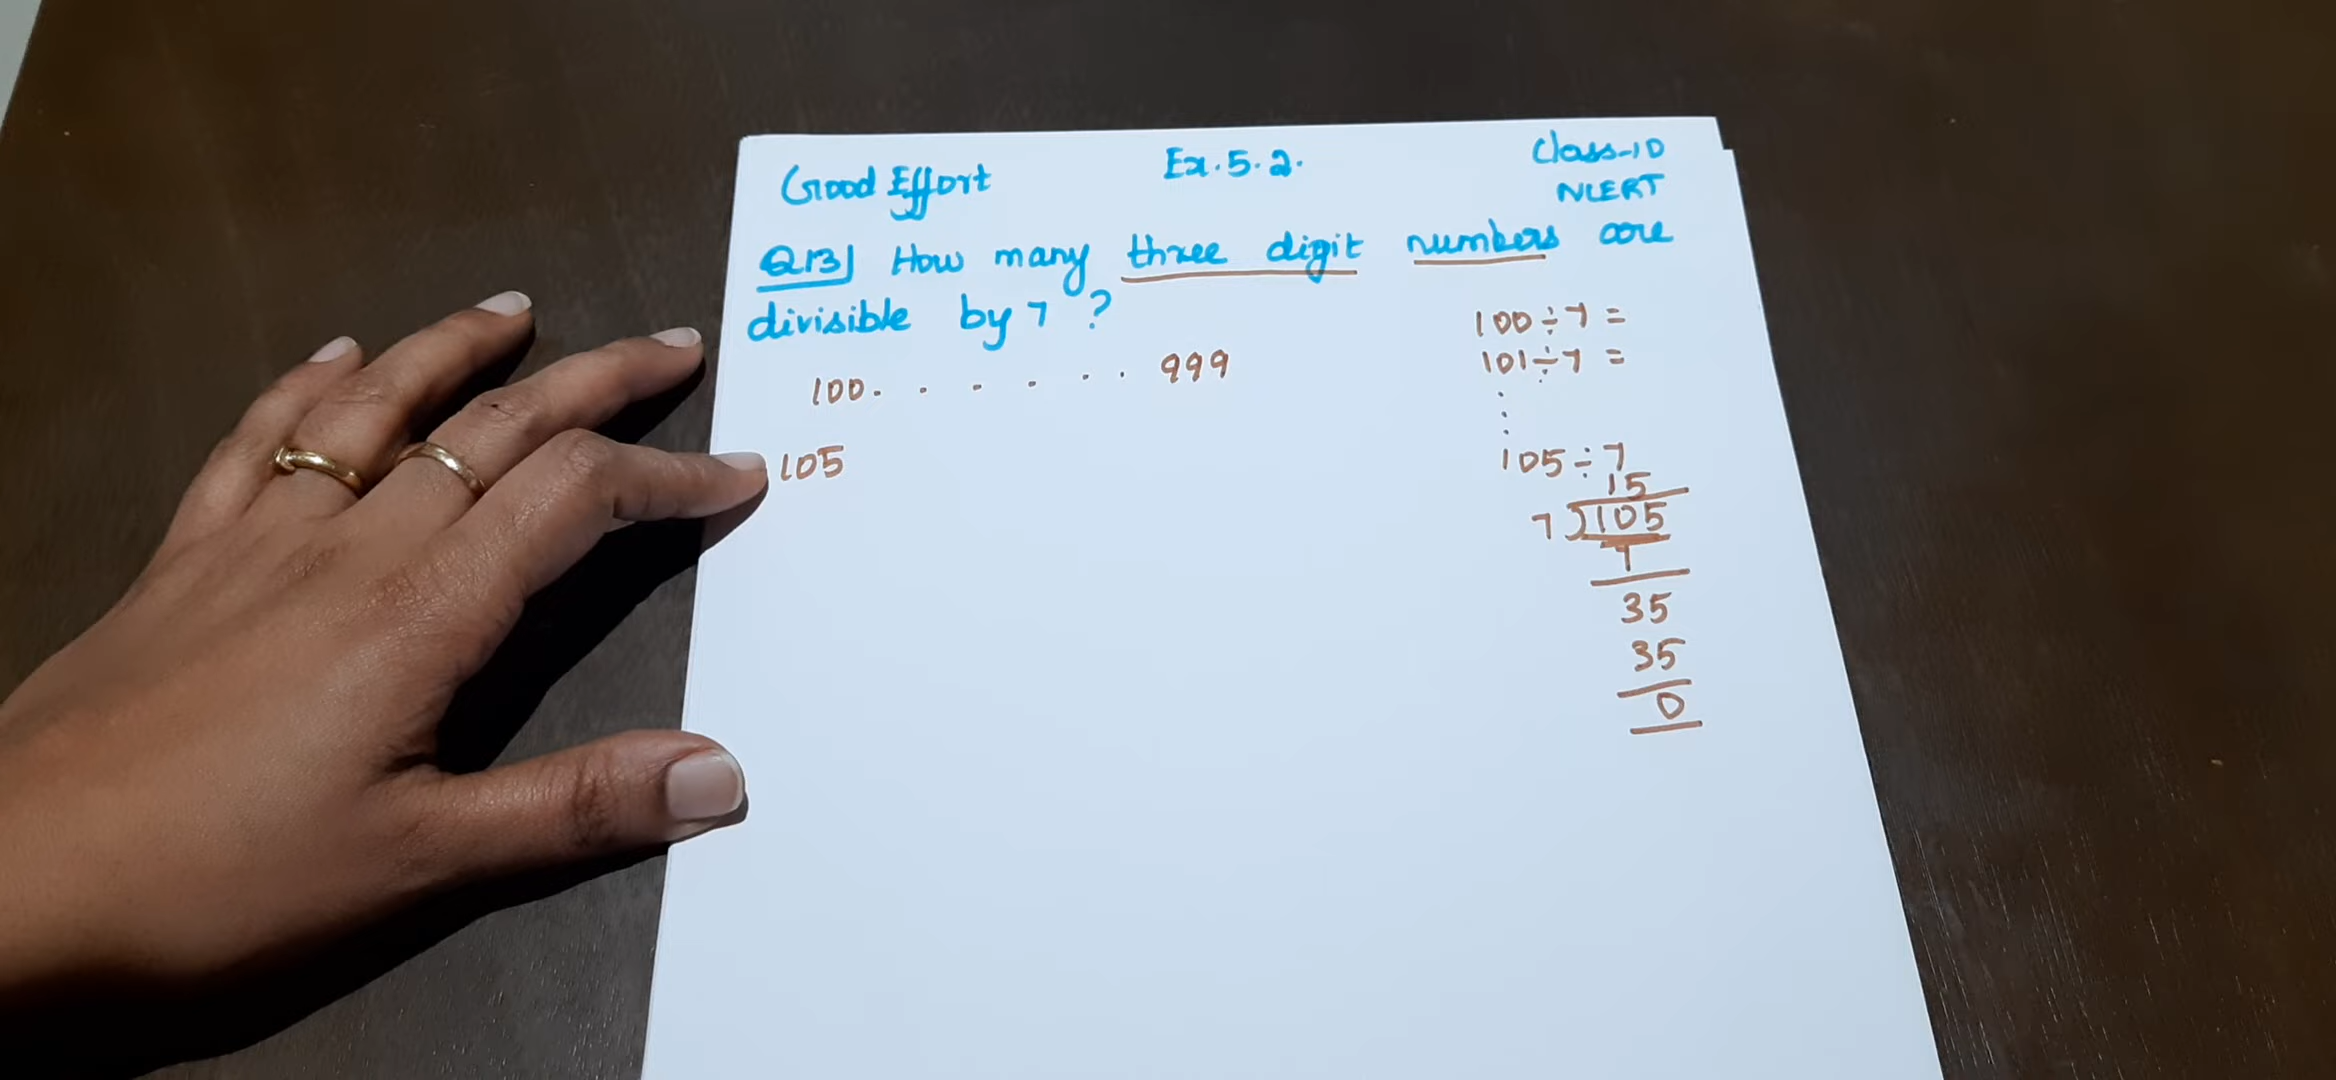 Good Effort Ex.5.2. Class-10
NCERT
Q13) How many three digit numbers are
divisible by 7 ?
100. . . . . . 999
105
100÷7 =
101÷7 =
.
.
.
105÷7
15
7)105
7
35
35
0